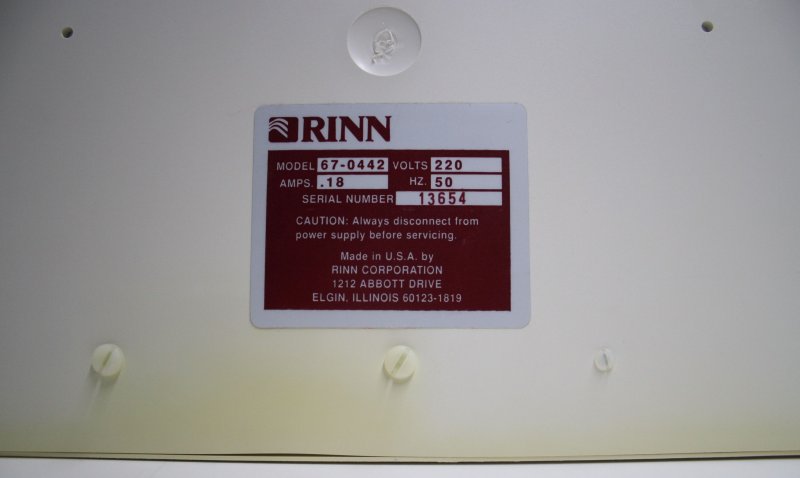 RINN
MODEL 67-0442 VOLTS 220
AMPS. .18 HZ. 50
SERIAL NUMBER 13654
CAUTION: Always disconnect from
power supply before servicing.
Made in U.S.A. by
RINN CORPORATION
1212 ABBOTT DRIVE
ELGIN, ILLINOIS 60123-1819